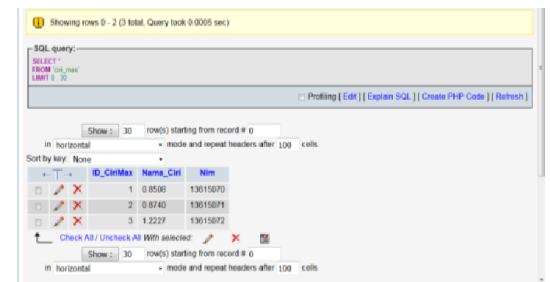 Showing rows 0 - 2 (3 total, Query took 0.0006 sec)
SQL query:
SELECT *
FROM `ciri_max`
LIMIT 0 , 30
Profiling [ Edit ] [ Explain SQL ] [ Create PHP Code ] [ Refresh ]
Show : 30 row(s) starting from record # 0
in horizontal mode and repeat headers after 100 cells
Sort by key: None
←T→ ID_CiriMax Nama_Ciri Nim
1 0.8508 13615070
2 0.8740 13615071
3 1.2227 13615072
Check All / Uncheck All With selected:
Show : 30 row(s) starting from record # 0
in horizontal mode and repeat headers after 100 cells